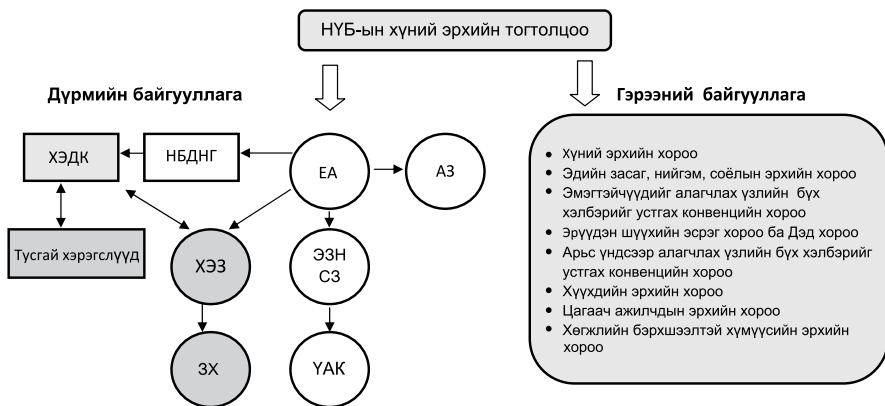 НҮБ-ын хүний эрхийн тогтолцоо
Дүрмийн байгууллага
Гэрээний байгууллага
ХЭДК
НБДНГ
ЕА
АЗ
Тусгай хэрэгслүүд
ХЭЗ
ЭЗН
СЗ
ЗХ
ҮАК
• Хүний эрхийн хороо
• Эдийн засаг, нийгэм, соёлын эрхийн хороо
• Эмэгтэйчүүдийг алагчлах үзлийн бүх
хэлбэрийг устгах конвенцийн хороо
• Эрүүдэн шүүхийн эсрэг хороо ба Дэд хороо
• Арьс үндсээр алагчлах үзлийн бүх хэлбэрийг
устгах конвенцийн хороо
• Хүүхдийн эрхийн хороо
• Цагаач ажилчдын эрхийн хороо
• Хөгжлийн бэрхшээлтэй хүмүүсийн эрхийн
хороо